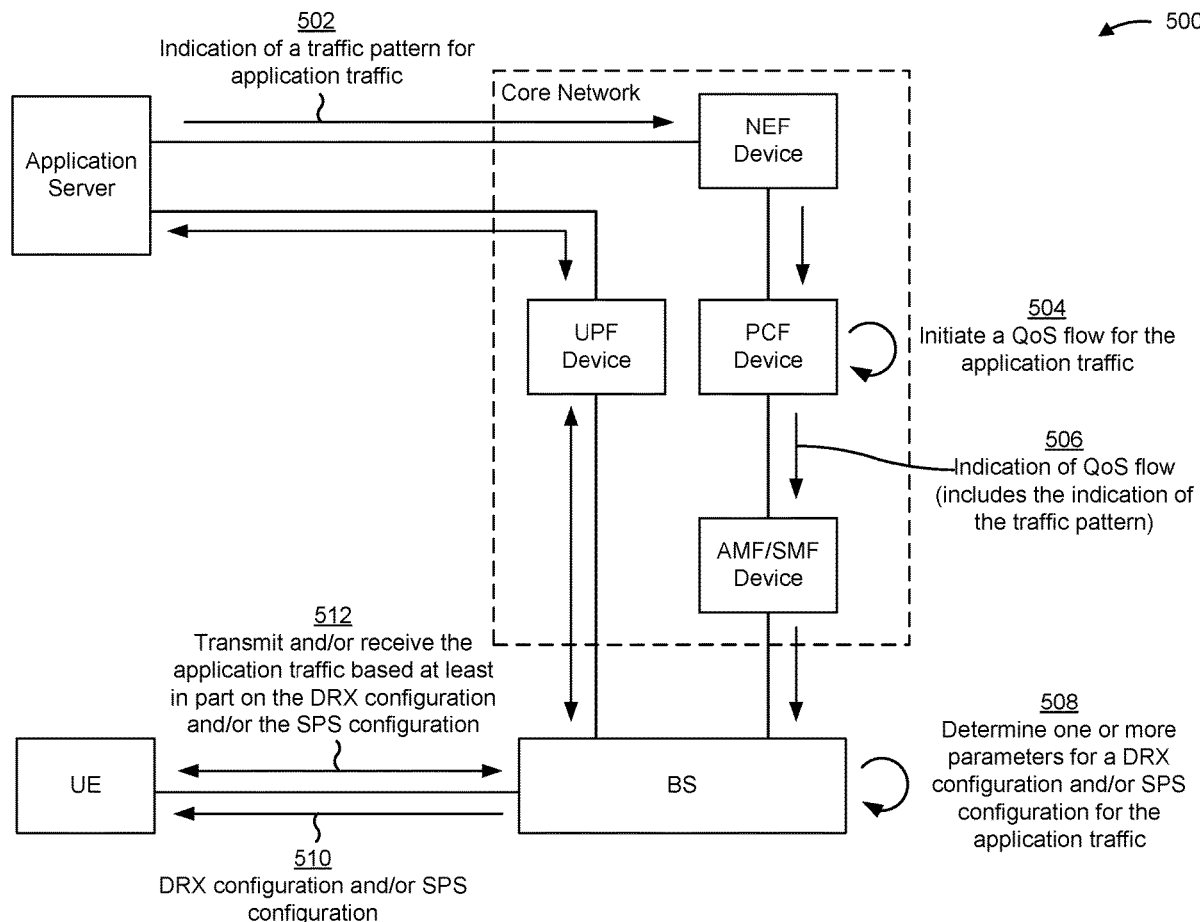 500
502
Indication of a traffic pattern for
application traffic
Core Network
NEF
Device
Application
Server
UPF
Device
PCF
Device
504
Initiate a QoS flow for the
application traffic
506
Indication of QoS flow
(includes the indication of
the traffic pattern)
AMF/SMF
Device
512
Transmit and/or receive the
application traffic based at least
in part on the DRX configuration
and/or the SPS configuration
508
Determine one or more
parameters for a DRX
configuration and/or SPS
configuration for the
application traffic
UE
BS
510
DRX configuration and/or SPS
configuration